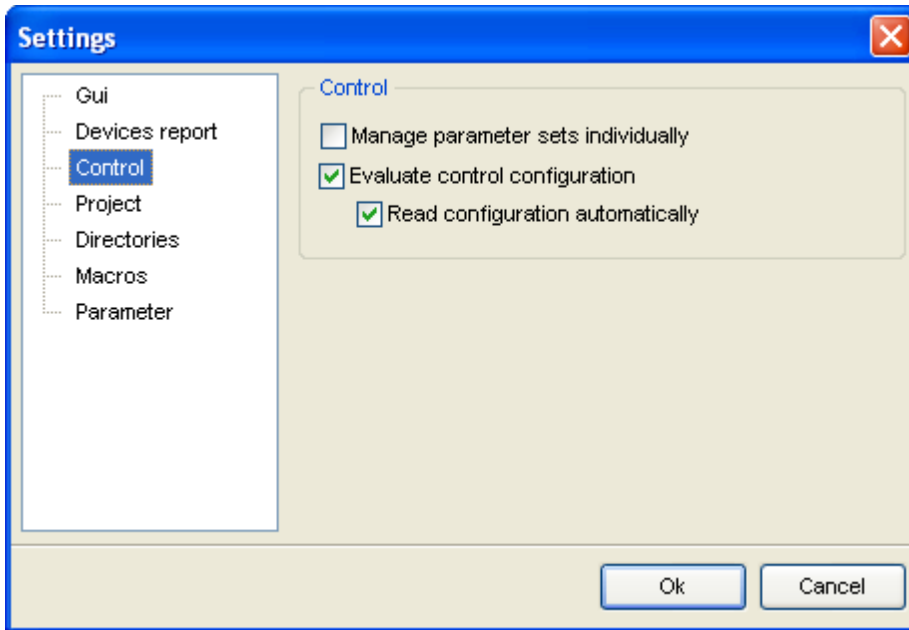 Settings
Gui
Devices report
Control
Project
Directories
Macros
Parameter
Control
Manage parameter sets individually
Evaluate control configuration
Read configuration automatically
Ok
Cancel